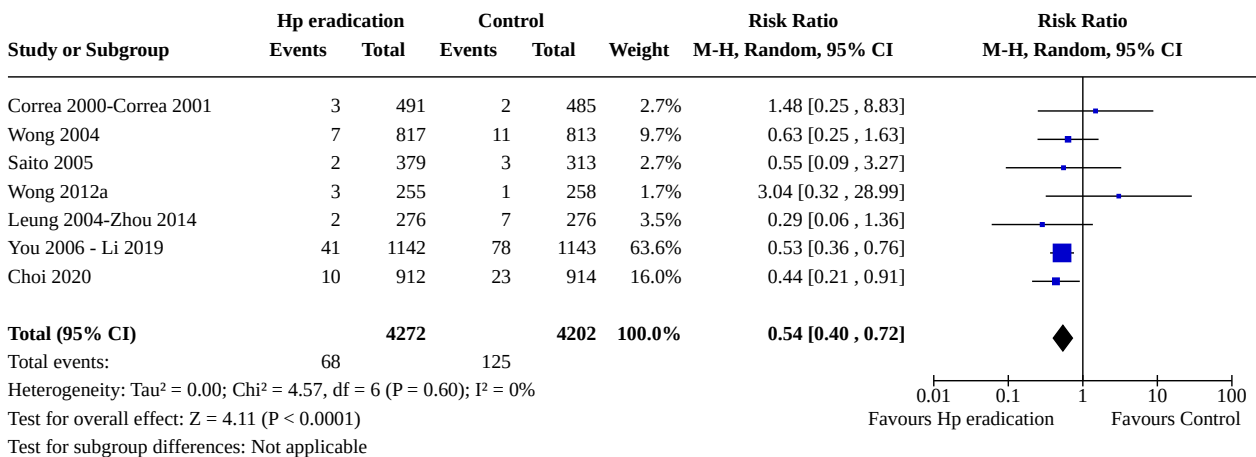 Hp eradication Control Risk Ratio Risk Ratio
Study or Subgroup Events Total Events Total Weight M-H, Random, 95% CI M-H, Random, 95% CI
Correa 2000-Correa 2001 3 491 2 485 2.7% 1.48 [0.25 , 8.83]
Wong 2004 7 817 11 813 9.7% 0.63 [0.25 , 1.63]
Saito 2005 2 379 3 313 2.7% 0.55 [0.09 , 3.27]
Wong 2012a 3 255 1 258 1.7% 3.04 [0.32 , 28.99]
Leung 2004-Zhou 2014 2 276 7 276 3.5% 0.29 [0.06 , 1.36]
You 2006 - Li 2019 41 1142 78 1143 63.6% 0.53 [0.36 , 0.76]
Choi 2020 10 912 23 914 16.0% 0.44 [0.21 , 0.91]
Total (95% CI) 4272 4202 100.0% 0.54 [0.40 , 0.72]
Total events: 68 125
Heterogeneity: Tau² = 0.00; Chi² = 4.57, df = 6 (P = 0.60); I² = 0%
0.01 0.1 1 10 100
Test for overall effect: Z = 4.11 (P < 0.0001)
Favours Hp eradication Favours Control
Test for subgroup differences: Not applicable